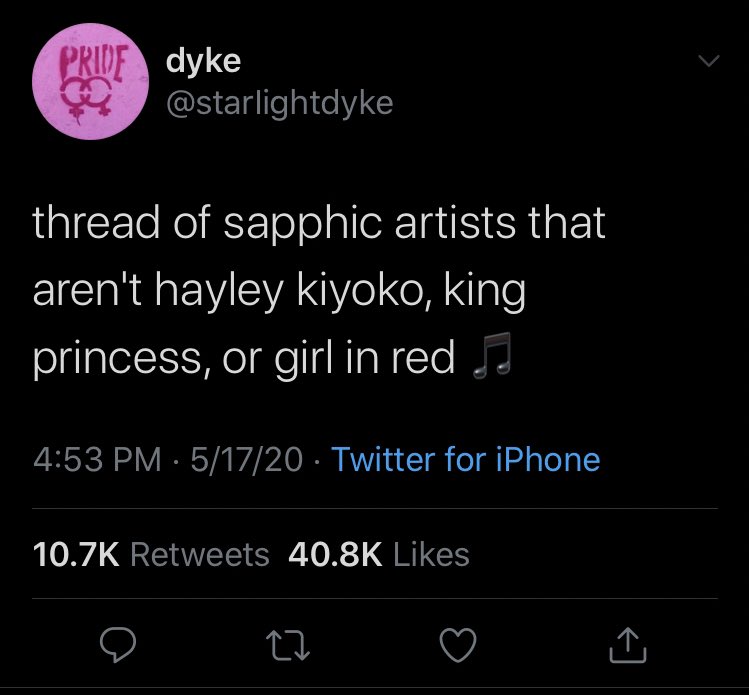 PRIDE
dyke
@starlightdyke
thread of sapphic artists that
aren't hayley kiyoko, king
princess, or girl in red 🎵
4:53 PM · 5/17/20 · Twitter for iPhone
10.7K Retweets 40.8K Likes